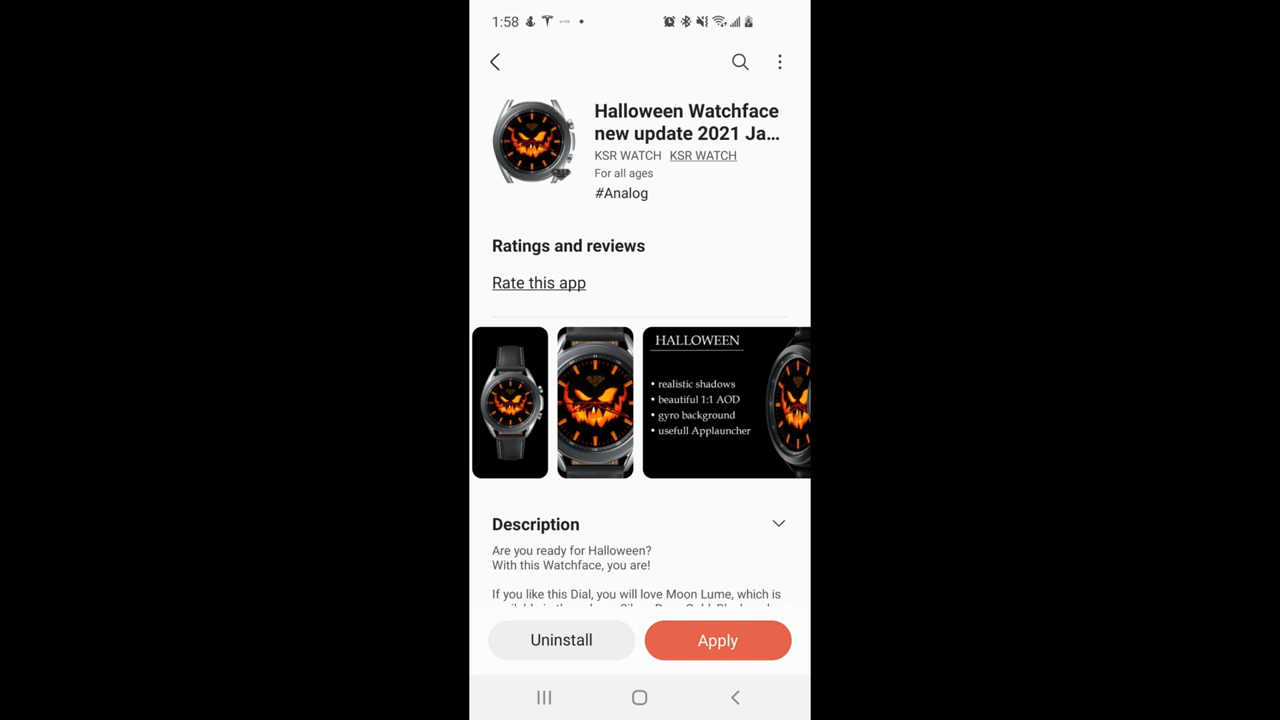 1:58
Halloween Watchface
new update 2021 Ja...
KSR WATCH KSR WATCH
For all ages
#Analog
Ratings and reviews
Rate this app
HALLOWEEN
• realistic shadows
• beautiful 1:1 AOD
• gyro background
• usefull Applauncher
Description
Are you ready for Halloween?
With this Watchface, you are!
If you like this Dial, you will love Moon Lume, which is
Uninstall
Apply